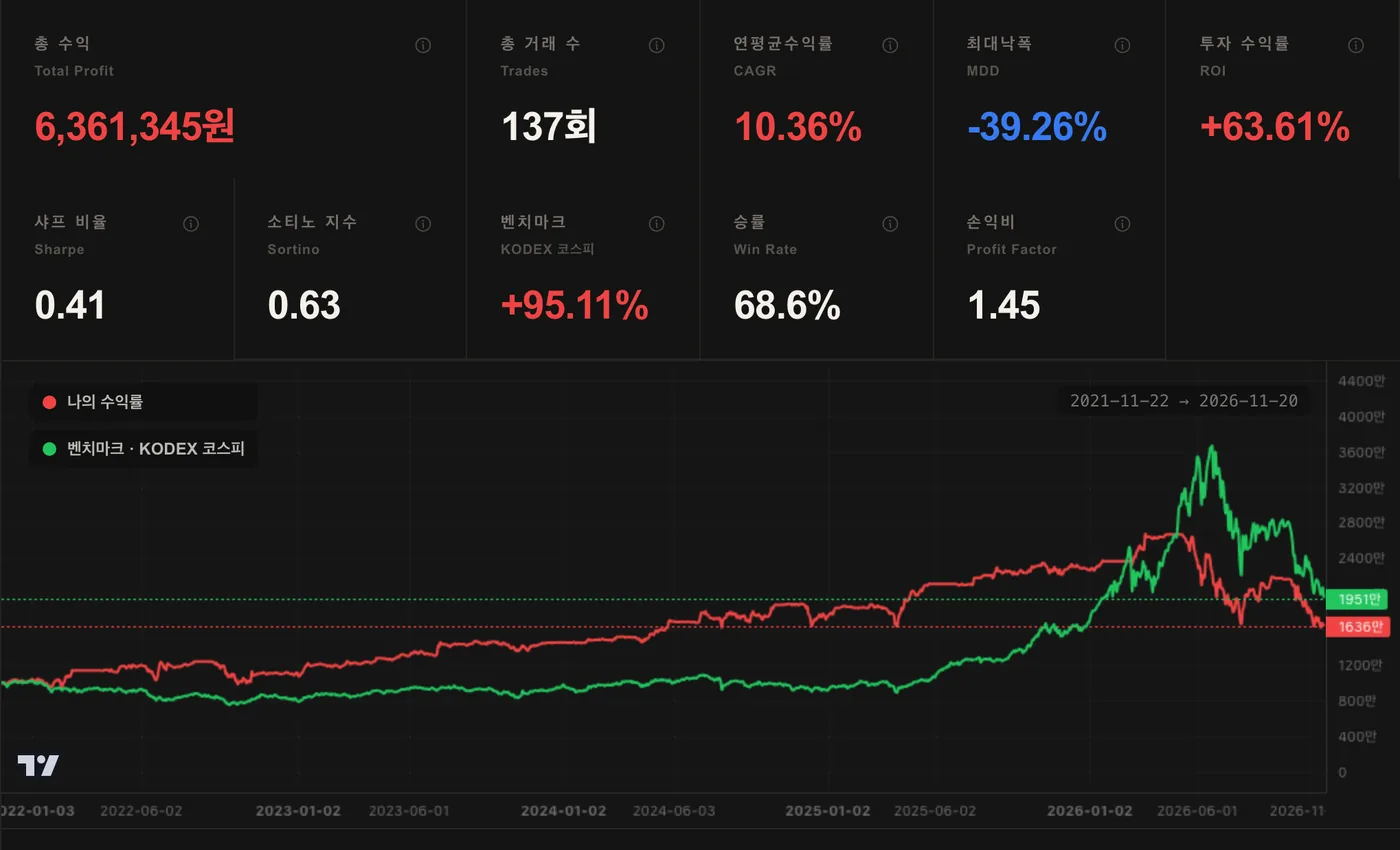 총 수익
Total Profit
6,361,345원
총 거래 수
Trades
137회
연평균수익률
CAGR
10.36%
최대낙폭
MDD
-39.26%
투자 수익률
ROI
+63.61%
샤프 비율
Sharpe
0.41
소티노 지수
Sortino
0.63
벤치마크
KODEX 코스피
+95.11%
승률
Win Rate
68.6%
손익비
Profit Factor
1.45
나의 수익률
벤치마크 · KODEX 코스피
2021-11-22 → 2026-11-20
4400만
4000만
3600만
3200만
2800만
2400만
1951만
1636만
1200만
800만
400만
0
022-01-03
2022-06-02
2023-01-02
2023-06-01
2024-01-02
2024-06-03
2025-01-02
2025-06-02
2026-01-02
2026-06-01
2026-11